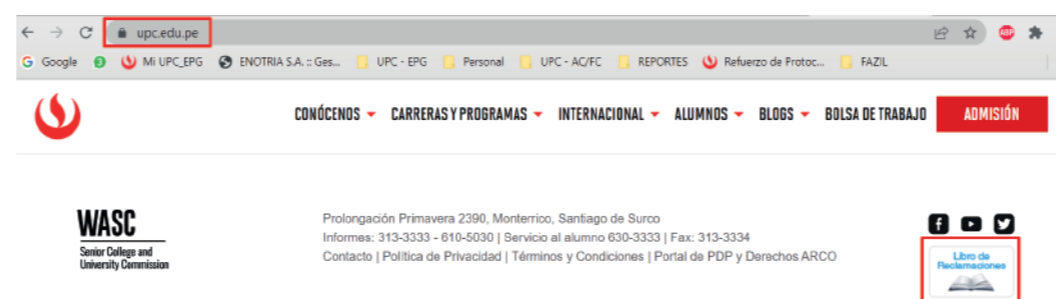 upc.edu.pe
ABP
Google Mi UPC_EPG ENOTRIA S.A. :: Ges... UPC - EPG Personal UPC - AC/FC REPORTES Refuerzo de Protoc... FAZIL
CONÓCENOS CARRERAS Y PROGRAMAS INTERNACIONAL ALUMNOS BLOGS BOLSA DE TRABAJO ADMISIÓN
WASC
Senior College and
University Commission
Prolongación Primavera 2390, Monterrico, Santiago de Surco
Informes: 313-3333 - 610-5030 | Servicio al alumno 630-3333 | Fax: 313-3334
Contacto | Política de Privacidad | Términos y Condiciones | Portal de PDP y Derechos ARCO
Libro de
Reclamaciones